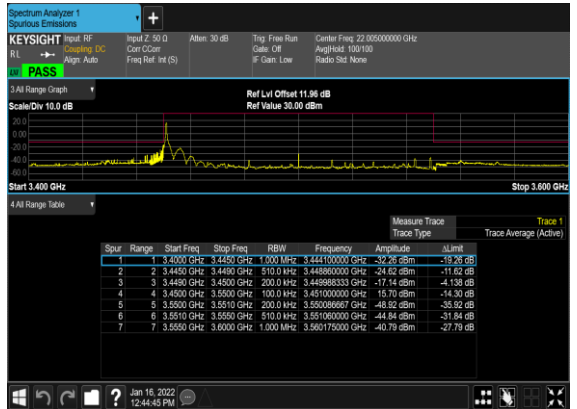 Spectrum Analyzer 1
Spurious Emissions
+
KEYSIGHT Input: RF Input Z: 50 Ω Atten: 30 dB Trig: Free Run Center Freq: 22.005000000 GHz
RL Coupling: DC Corr CCorr Gate: Off Avg|Hold: 100/100
Align: Auto Freq Ref: Int (S) IF Gain: Low Radio Std: None
PASS
3 All Range Graph
Ref Lvl Offset 11.96 dB
Scale/Div 10.0 dB Ref Value 30.00 dBm
20.0
0.00
-20.0
-40.0
-60.0
Start 3.400 GHz Stop 3.600 GHz
4 All Range Table
Measure Trace Trace 1
Trace Type Trace Average (Active)
Spur Range Start Freq Stop Freq RBW Frequency Amplitude ΔLimit
1 1 3.4000 GHz 3.4450 GHz 1.000 MHz 3.444100000 GHz -32.26 dBm -19.26 dB
2 2 3.4450 GHz 3.4490 GHz 510.0 kHz 3.448860000 GHz -24.62 dBm -11.62 dB
3 3 3.4490 GHz 3.4500 GHz 200.0 kHz 3.449988333 GHz -17.14 dBm -4.138 dB
4 4 3.4500 GHz 3.5500 GHz 100.0 kHz 3.451000000 GHz 15.70 dBm -14.30 dB
5 5 3.5500 GHz 3.5510 GHz 200.0 kHz 3.550086667 GHz -48.92 dBm -35.92 dB
6 6 3.5510 GHz 3.5550 GHz 510.0 kHz 3.551060000 GHz -44.84 dBm -31.84 dB
7 7 3.5550 GHz 3.6000 GHz 1.000 MHz 3.560175000 GHz -40.79 dBm -27.79 dB
? Jan 16, 2022
12:44:45 PM